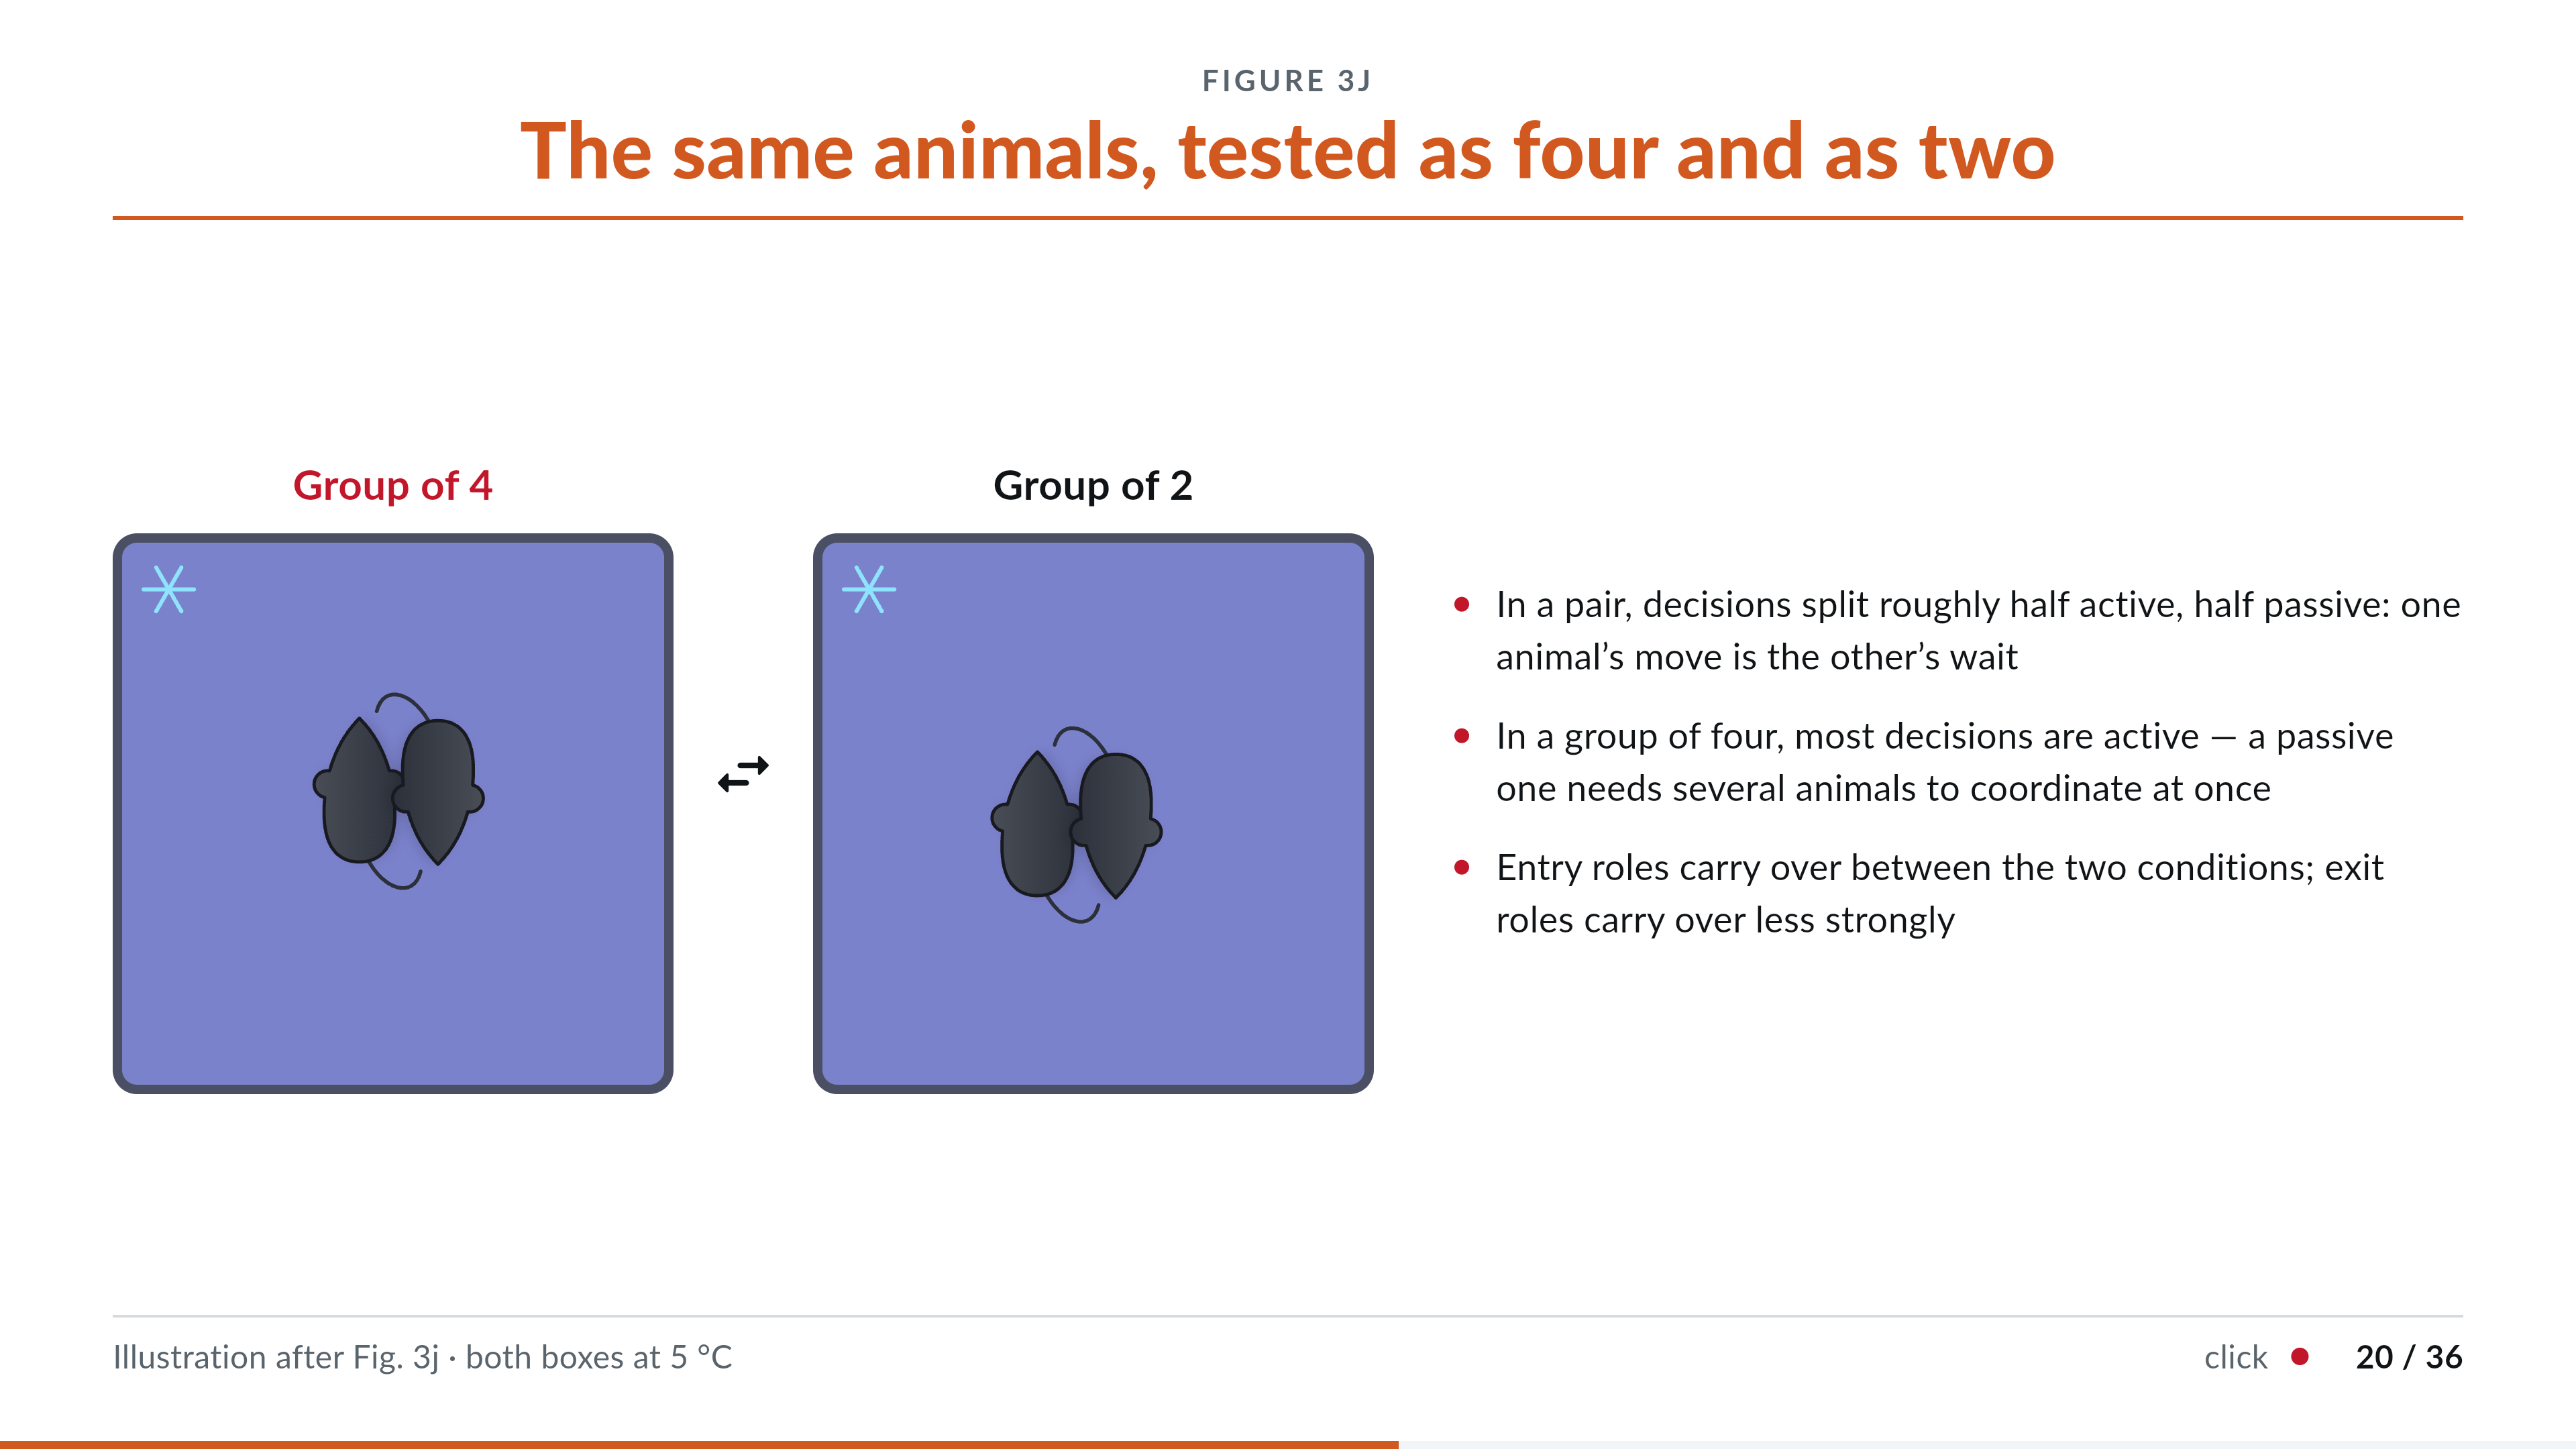 FIGURE 3J
The same animals, tested as four and as two
Group of 4
Group of 2
In a pair, decisions split roughly half active, half passive: one
animal’s move is the other’s wait
In a group of four, most decisions are active — a passive
one needs several animals to coordinate at once
Entry roles carry over between the two conditions; exit
roles carry over less strongly
Illustration after Fig. 3j · both boxes at 5 °C
click
20 / 36